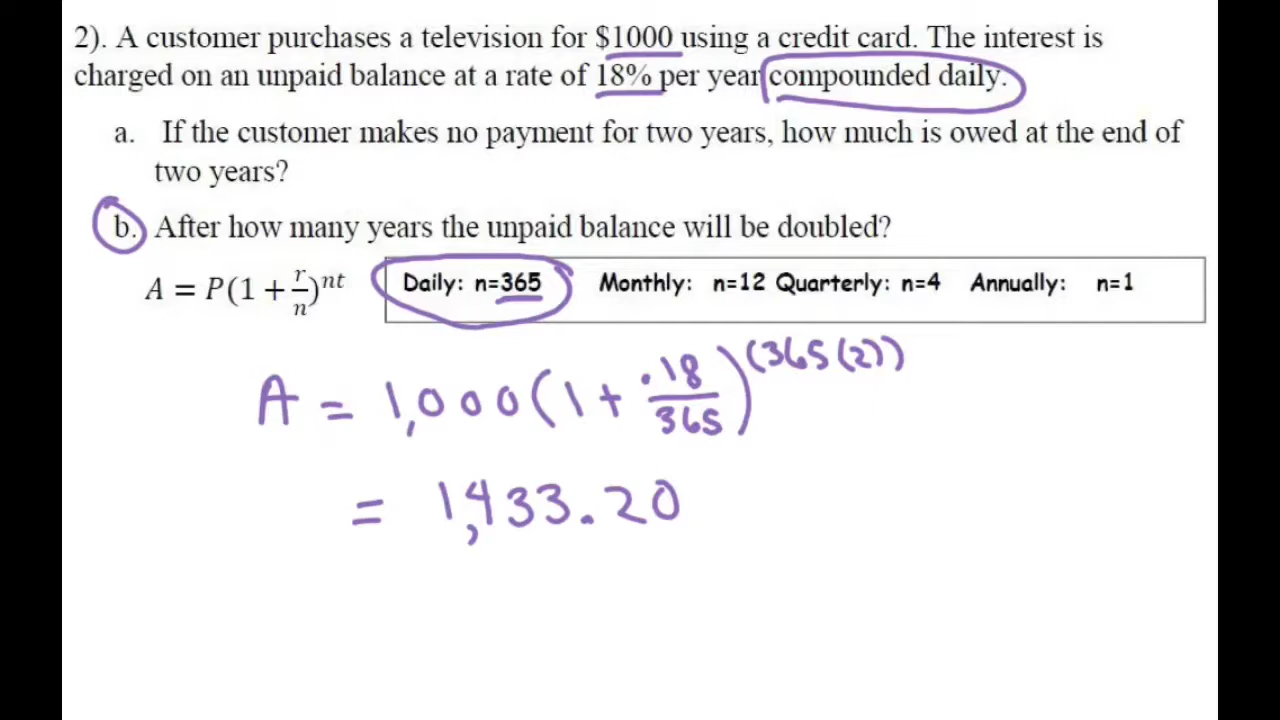 2). A customer purchases a television for $1000 using a credit card. The interest is
charged on an unpaid balance at a rate of 18% per year compounded daily.
a. If the customer makes no payment for two years, how much is owed at the end of
two years?
b. After how many years the unpaid balance will be doubled?
A = P(1 + r/n)^nt Daily: n=365 Monthly: n=12 Quarterly: n=4 Annually: n=1
A = 1,000(1 + .18/365)^(365(2))
= 1,433.20